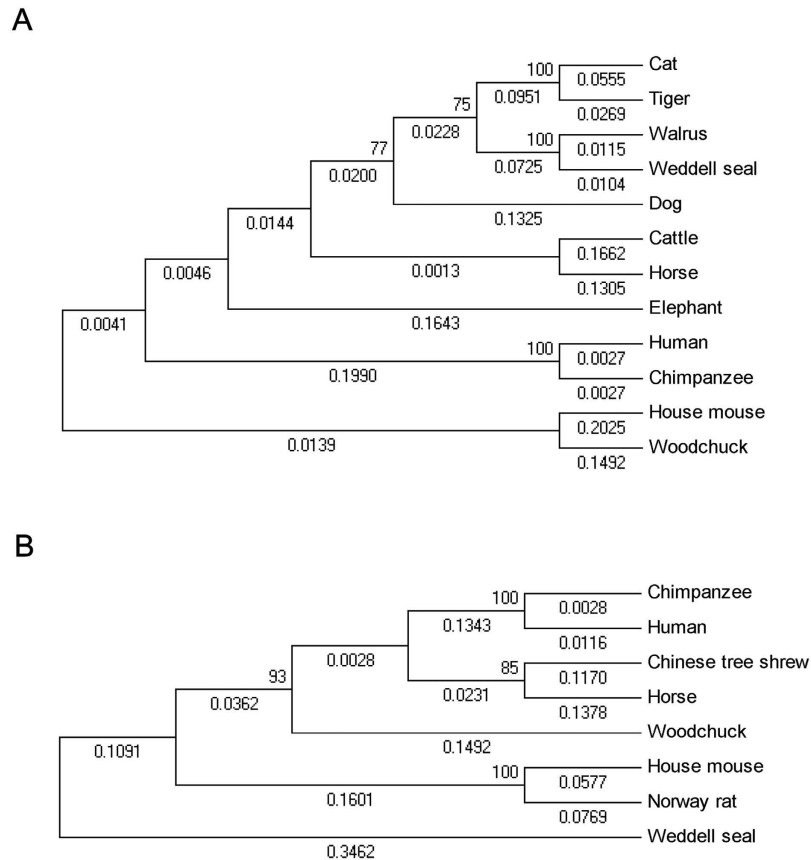 A
100
Cat
0.0555
75
0.0951
Tiger
0.0269
0.0228
100
Walrus
0.0115
77
0.0725
Weddell seal
0.0104
0.0200
Dog
0.1325
0.0144
Cattle
0.1662
0.0013
Horse
0.1305
0.0046
Elephant
0.1643
0.0041
100
Human
0.0027
0.1990
Chimpanzee
0.0027
House mouse
0.2025
0.0139
Woodchuck
0.1492
B
100
Chimpanzee
0.0028
0.1343
Human
0.0116
0.0028
85
Chinese tree shrew
0.1170
93
0.0231
Horse
0.1378
0.0362
Woodchuck
0.1492
0.1091
100
House mouse
0.0577
0.1601
Norway rat
0.0769
Weddell seal
0.3462